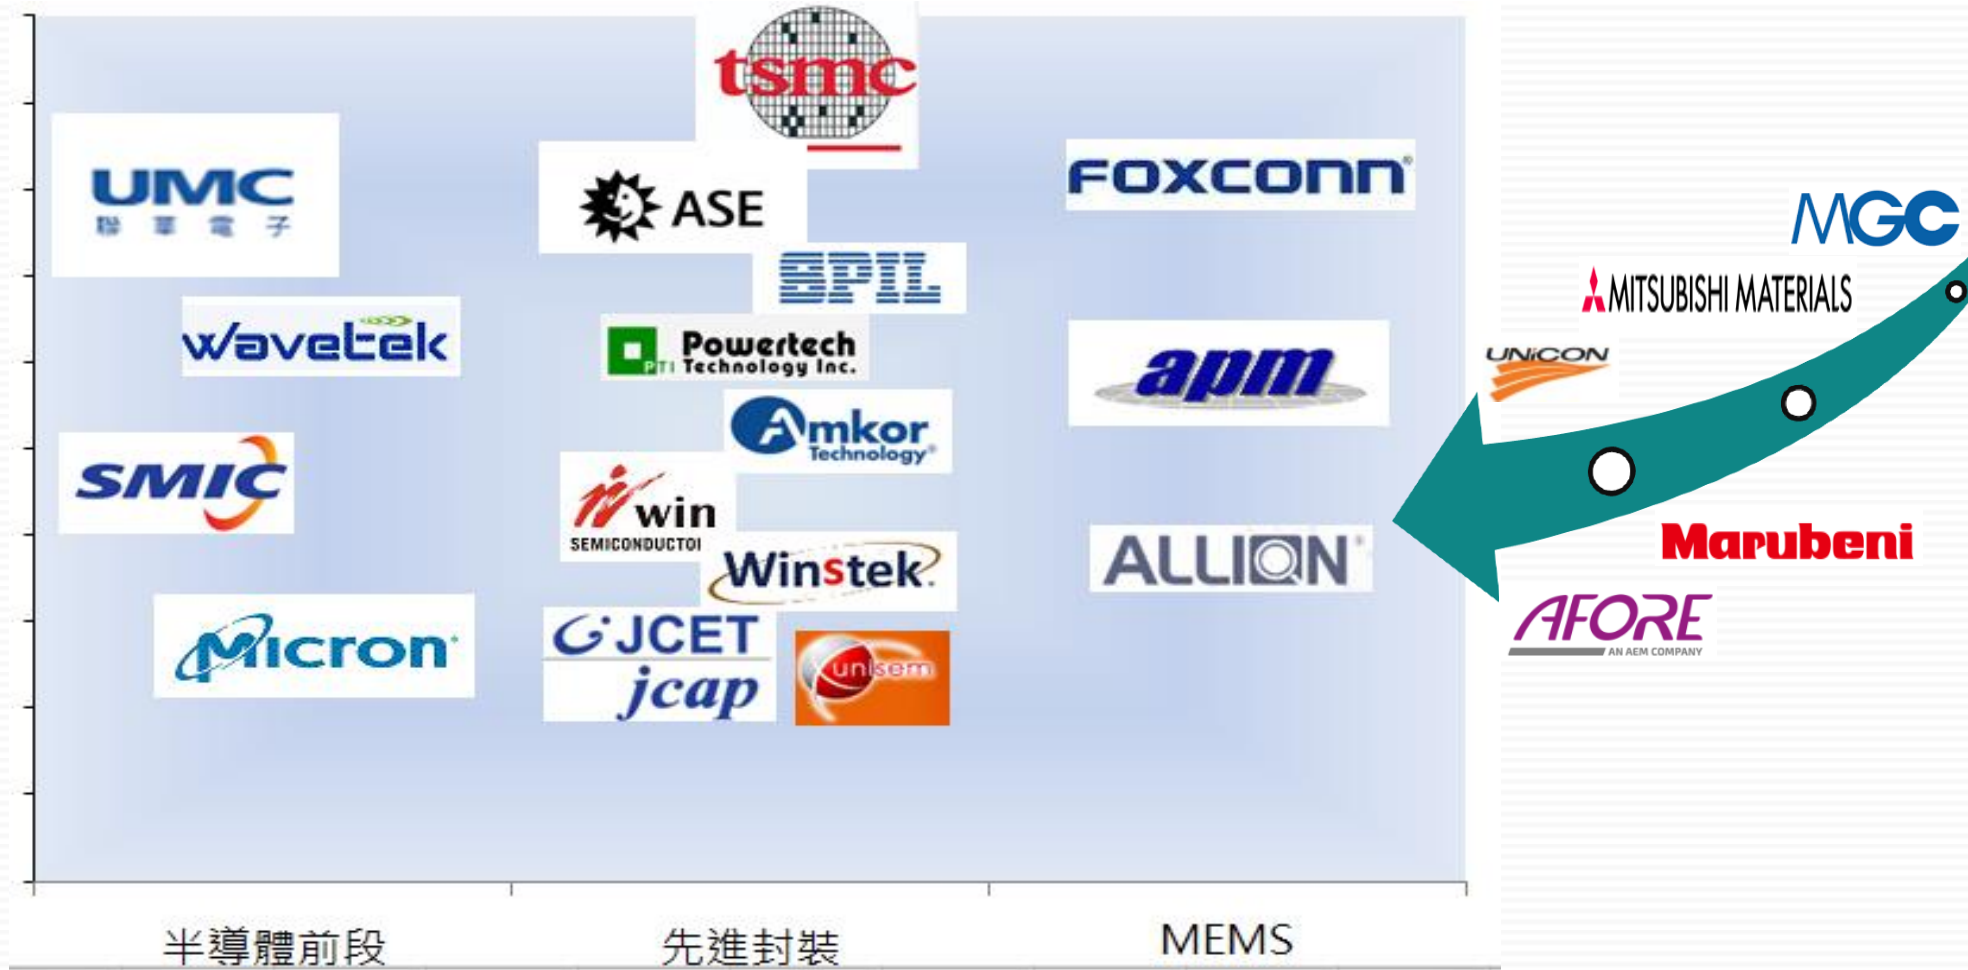 tsmc
UMC
聯華電子
ASE
FOXCONN®
SPIL
MGC
MITSUBISHI MATERIALS
wavetek
PTI Powertech
Technology Inc.
apm
UNiCON
Amkor
Technology®
SMIC
win
SEMICONDUCTOR
Winstek
ALLION®
Marubeni
Micron
JCET
jcap
unisem
AFORE
AN AEM COMPANY
半導體前段
先進封裝
MEMS